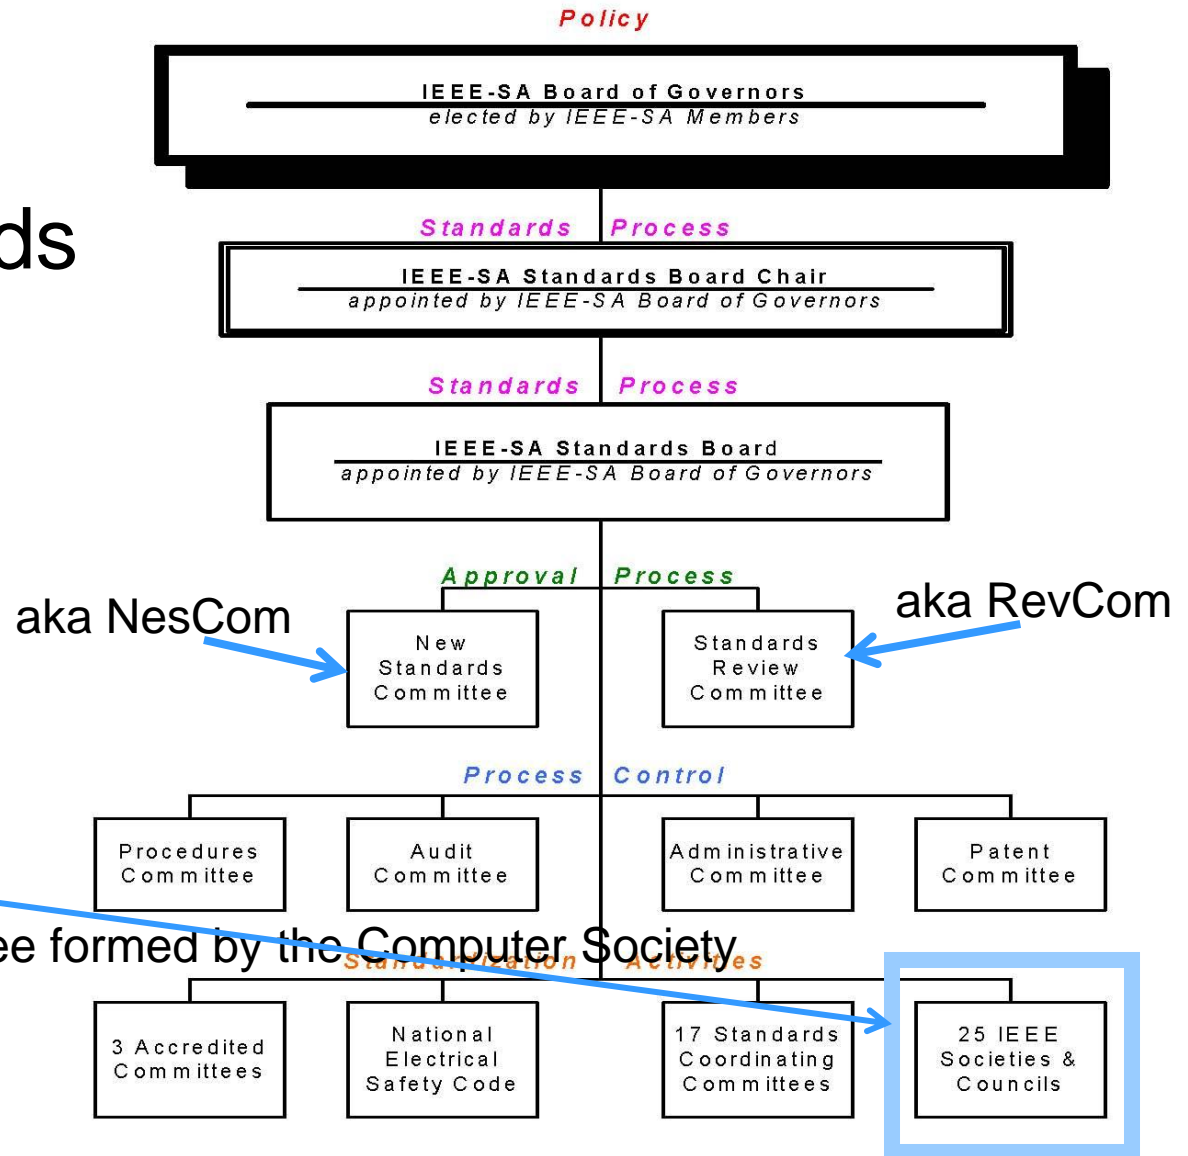 Policy
IEEE-SA Board of Governors
elected by IEEE-SA Members
ds
Standards Process
IEEE-SA Standards Board Chair
appointed by IEEE-SA Board of Governors
Standards Process
IEEE-SA Standards Board
appointed by IEEE-SA Board of Governors
Approval Process
aka NesCom
aka RevCom
New
Standards
Committee
Standards
Review
Committee
Process Control
Procedures
Committee
Audit
Committee
Administrative
Committee
Patent
Committee
ee formed by the Computer Society
Standardization Activities
3 Accredited
Committees
National
Electrical
Safety Code
17 Standards
Coordinating
Committees
25 IEEE
Societies &
Councils